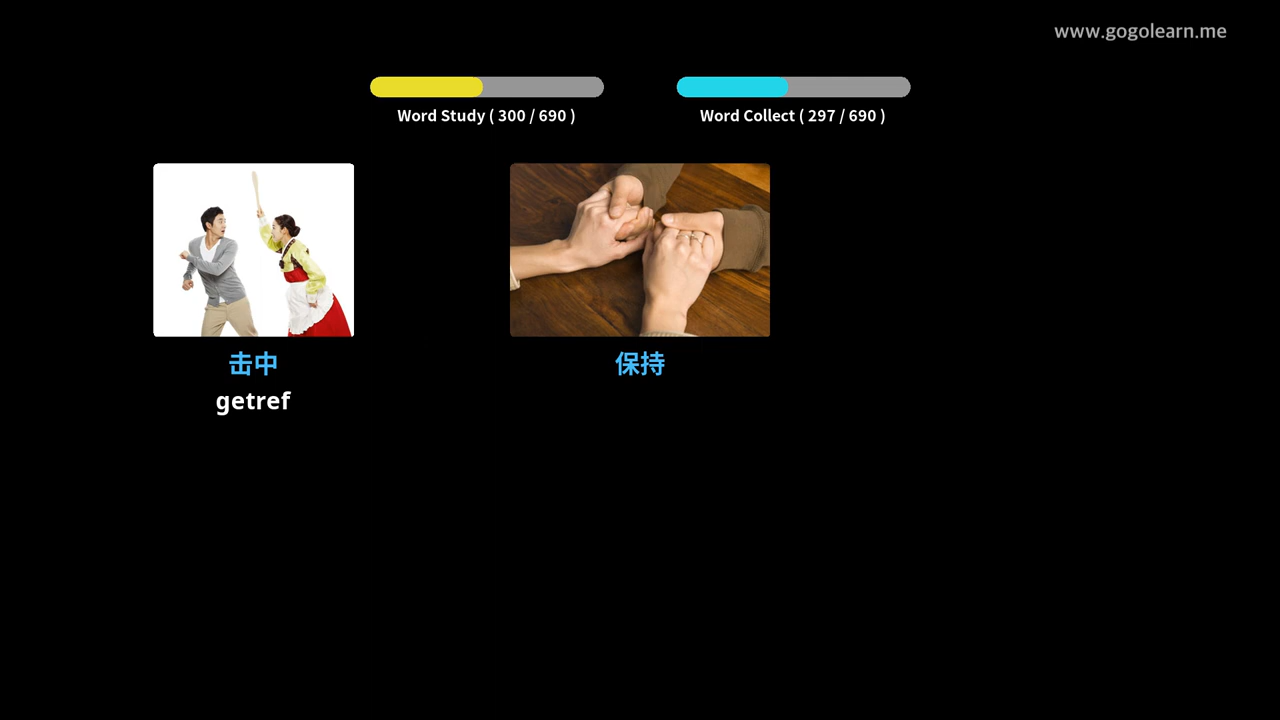 www.gogolearn.me
Word Study ( 300 / 690 )
Word Collect ( 297 / 690 )
击中
getref
保持